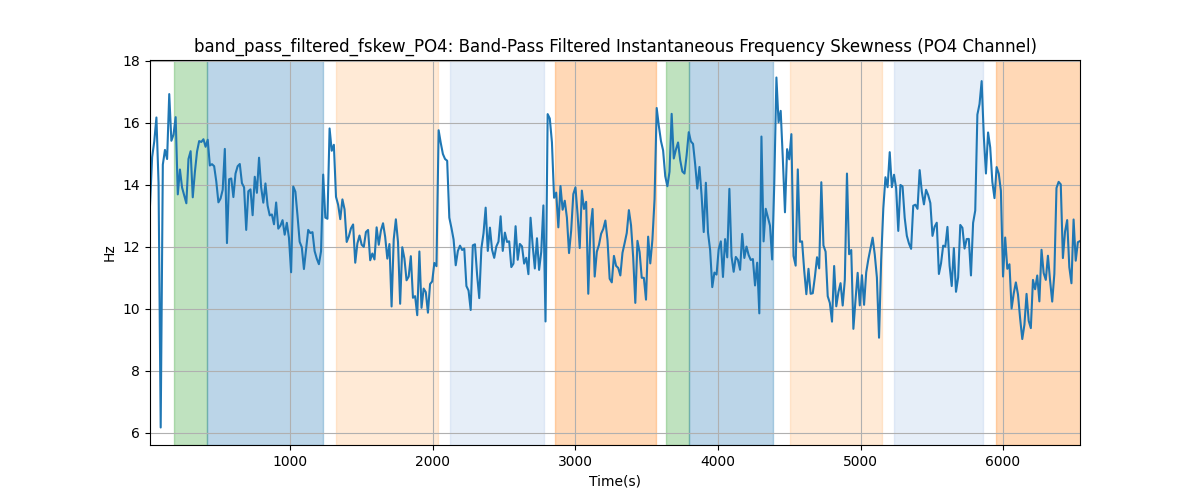 band_pass_filtered_fskew_PO4: Band-Pass Filtered Instantaneous Frequency Skewness (PO4 Channel)
18
16
14
12
10
8
6
Hz
1000 2000 3000 4000 5000 6000
Time(s)